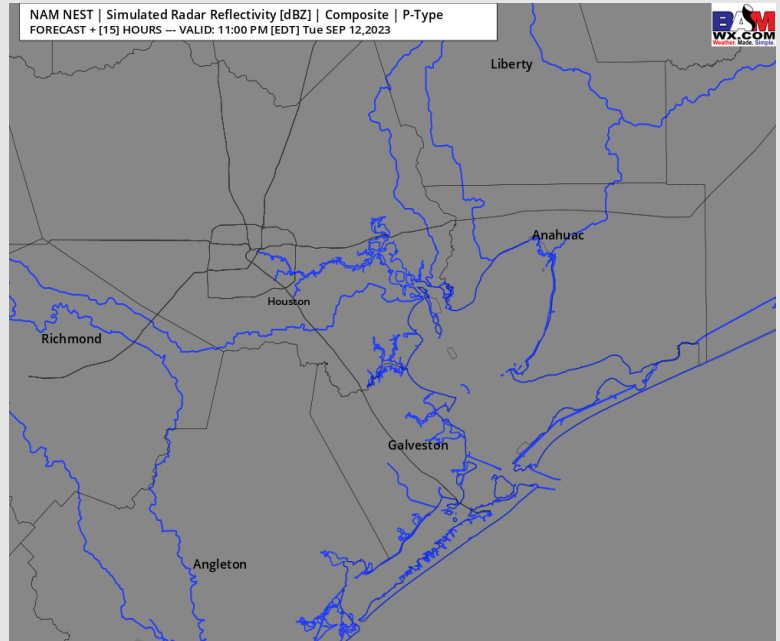 NAM NEST | Simulated Radar Reflectivity [dBZ] | Composite | P-Type
FORECAST + [15] HOURS --- VALID: 11:00 PM [EDT] Tue SEP 12,2023
BAM
WX.COM
Weather. Made. Simple.
Liberty
Anahuac
Houston
Richmond
Galveston
Angleton